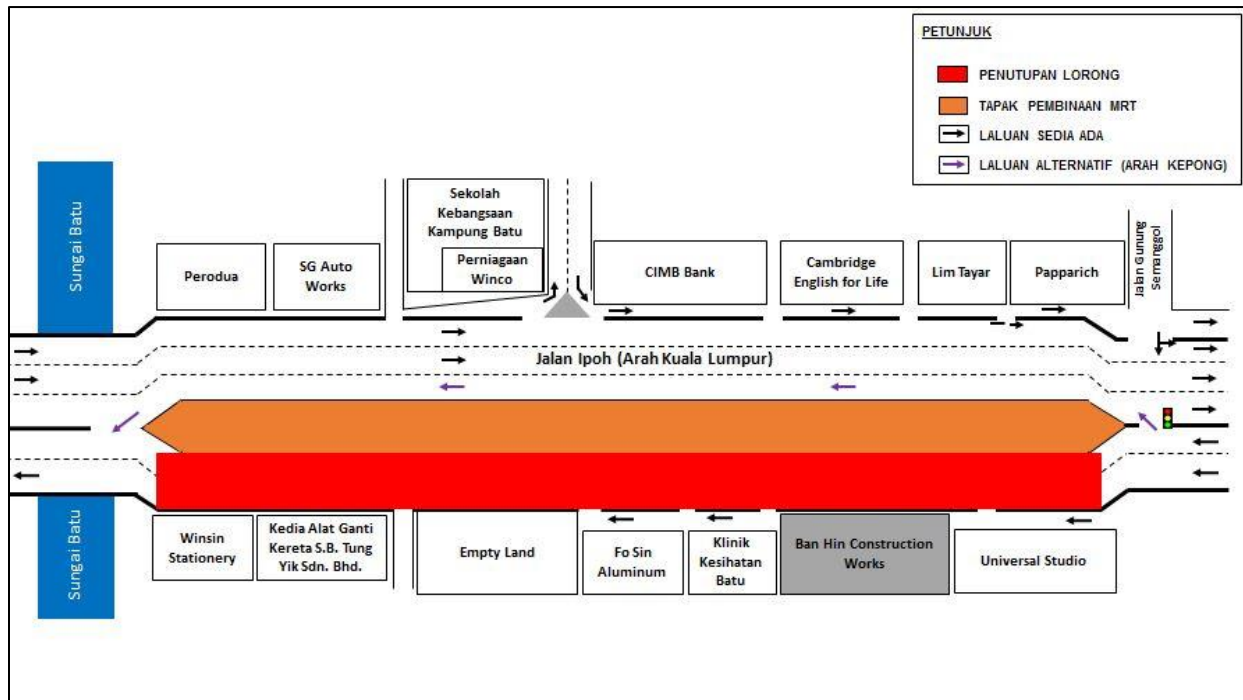 PETUNJUK
PENUTUPAN LORONG
TAPAK PEMBINAAN MRT
LALUAN SEDIA ADA
LALUAN ALTERNATIF (ARAH KEPONG)
Sungai Batu
Perodua
SG Auto
Works
Sekolah
Kebangsaan
Kampung Batu
Perniagaan
Winco
CIMB Bank
Cambridge
English for Life
Lim Tayar
Papparich
Jalan gunung
Semanggol
Jalan Ipoh (Arah Kuala Lumpur)
Sungai Batu
Winsin
Stationery
Kedia Alat Ganti
Kereta S.B. Tung
Yik Sdn. Bhd.
Empty Land
Fo Sin
Aluminum
Klinik
Kesihatan
Batu
Ban Hin Construction
Works
Universal Studio